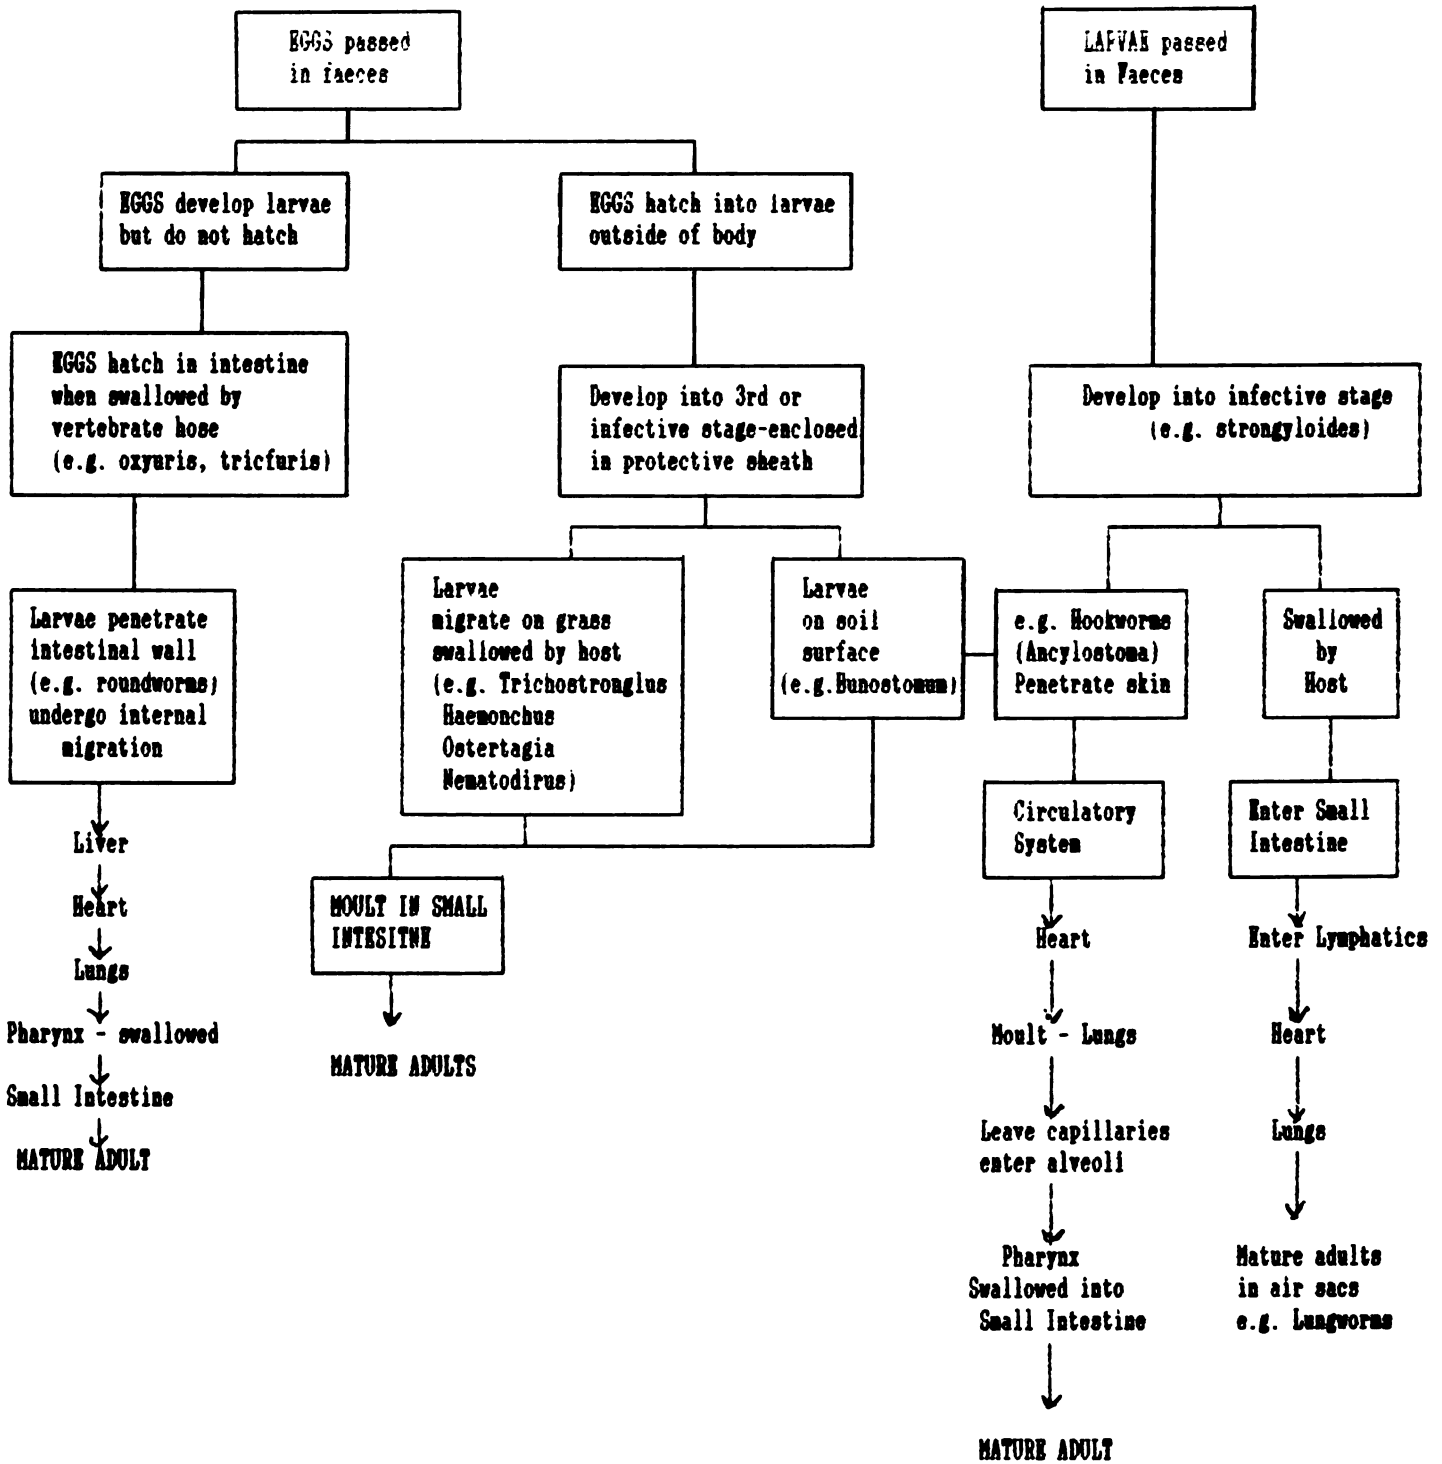 EGGS passed
in faeces
LARVAE passed
in Faeces
EGGS develop larvae
but do not hatch
EGGS hatch into larvae
outside of body
EGGS hatch in intestine
when swallowed by
vertebrate hose
(e.g. oxyuris, tricfuris)
Develop into 3rd or
infective stage-enclosed
in protective sheath
Develop into infective stage
(e.g. strongyloides)
Larvae penetrate
intestinal wall
(e.g. roundworms)
undergo internal
migration
Larvae
migrate on grass
swallowed by host
(e.g. Trichostronglus
Haemonchus
Ostertagia
Nematodirus)
Larvae
on soil
surface
(e.g.Bunostomum)
e.g. Hookworms
(Ancylostoma)
Penetrate skin
Swallowed
by
Host
Liver
Heart
Lungs
Pharynx - swallowed
Small Intestine
MATURE ADULT
MOULT IN SMALL
INTESITNE
MATURE ADULTS
Circulatory
System
Heart
Moult - Lungs
Leave capillaries
enter alveoli
Pharynx
Swallowed into
Small Intestine
MATURE ADULT
Enter Small
Intestine
Enter Lymphatics
Heart
Lungs
Mature adults
in air sacs
e.g. Lungworms